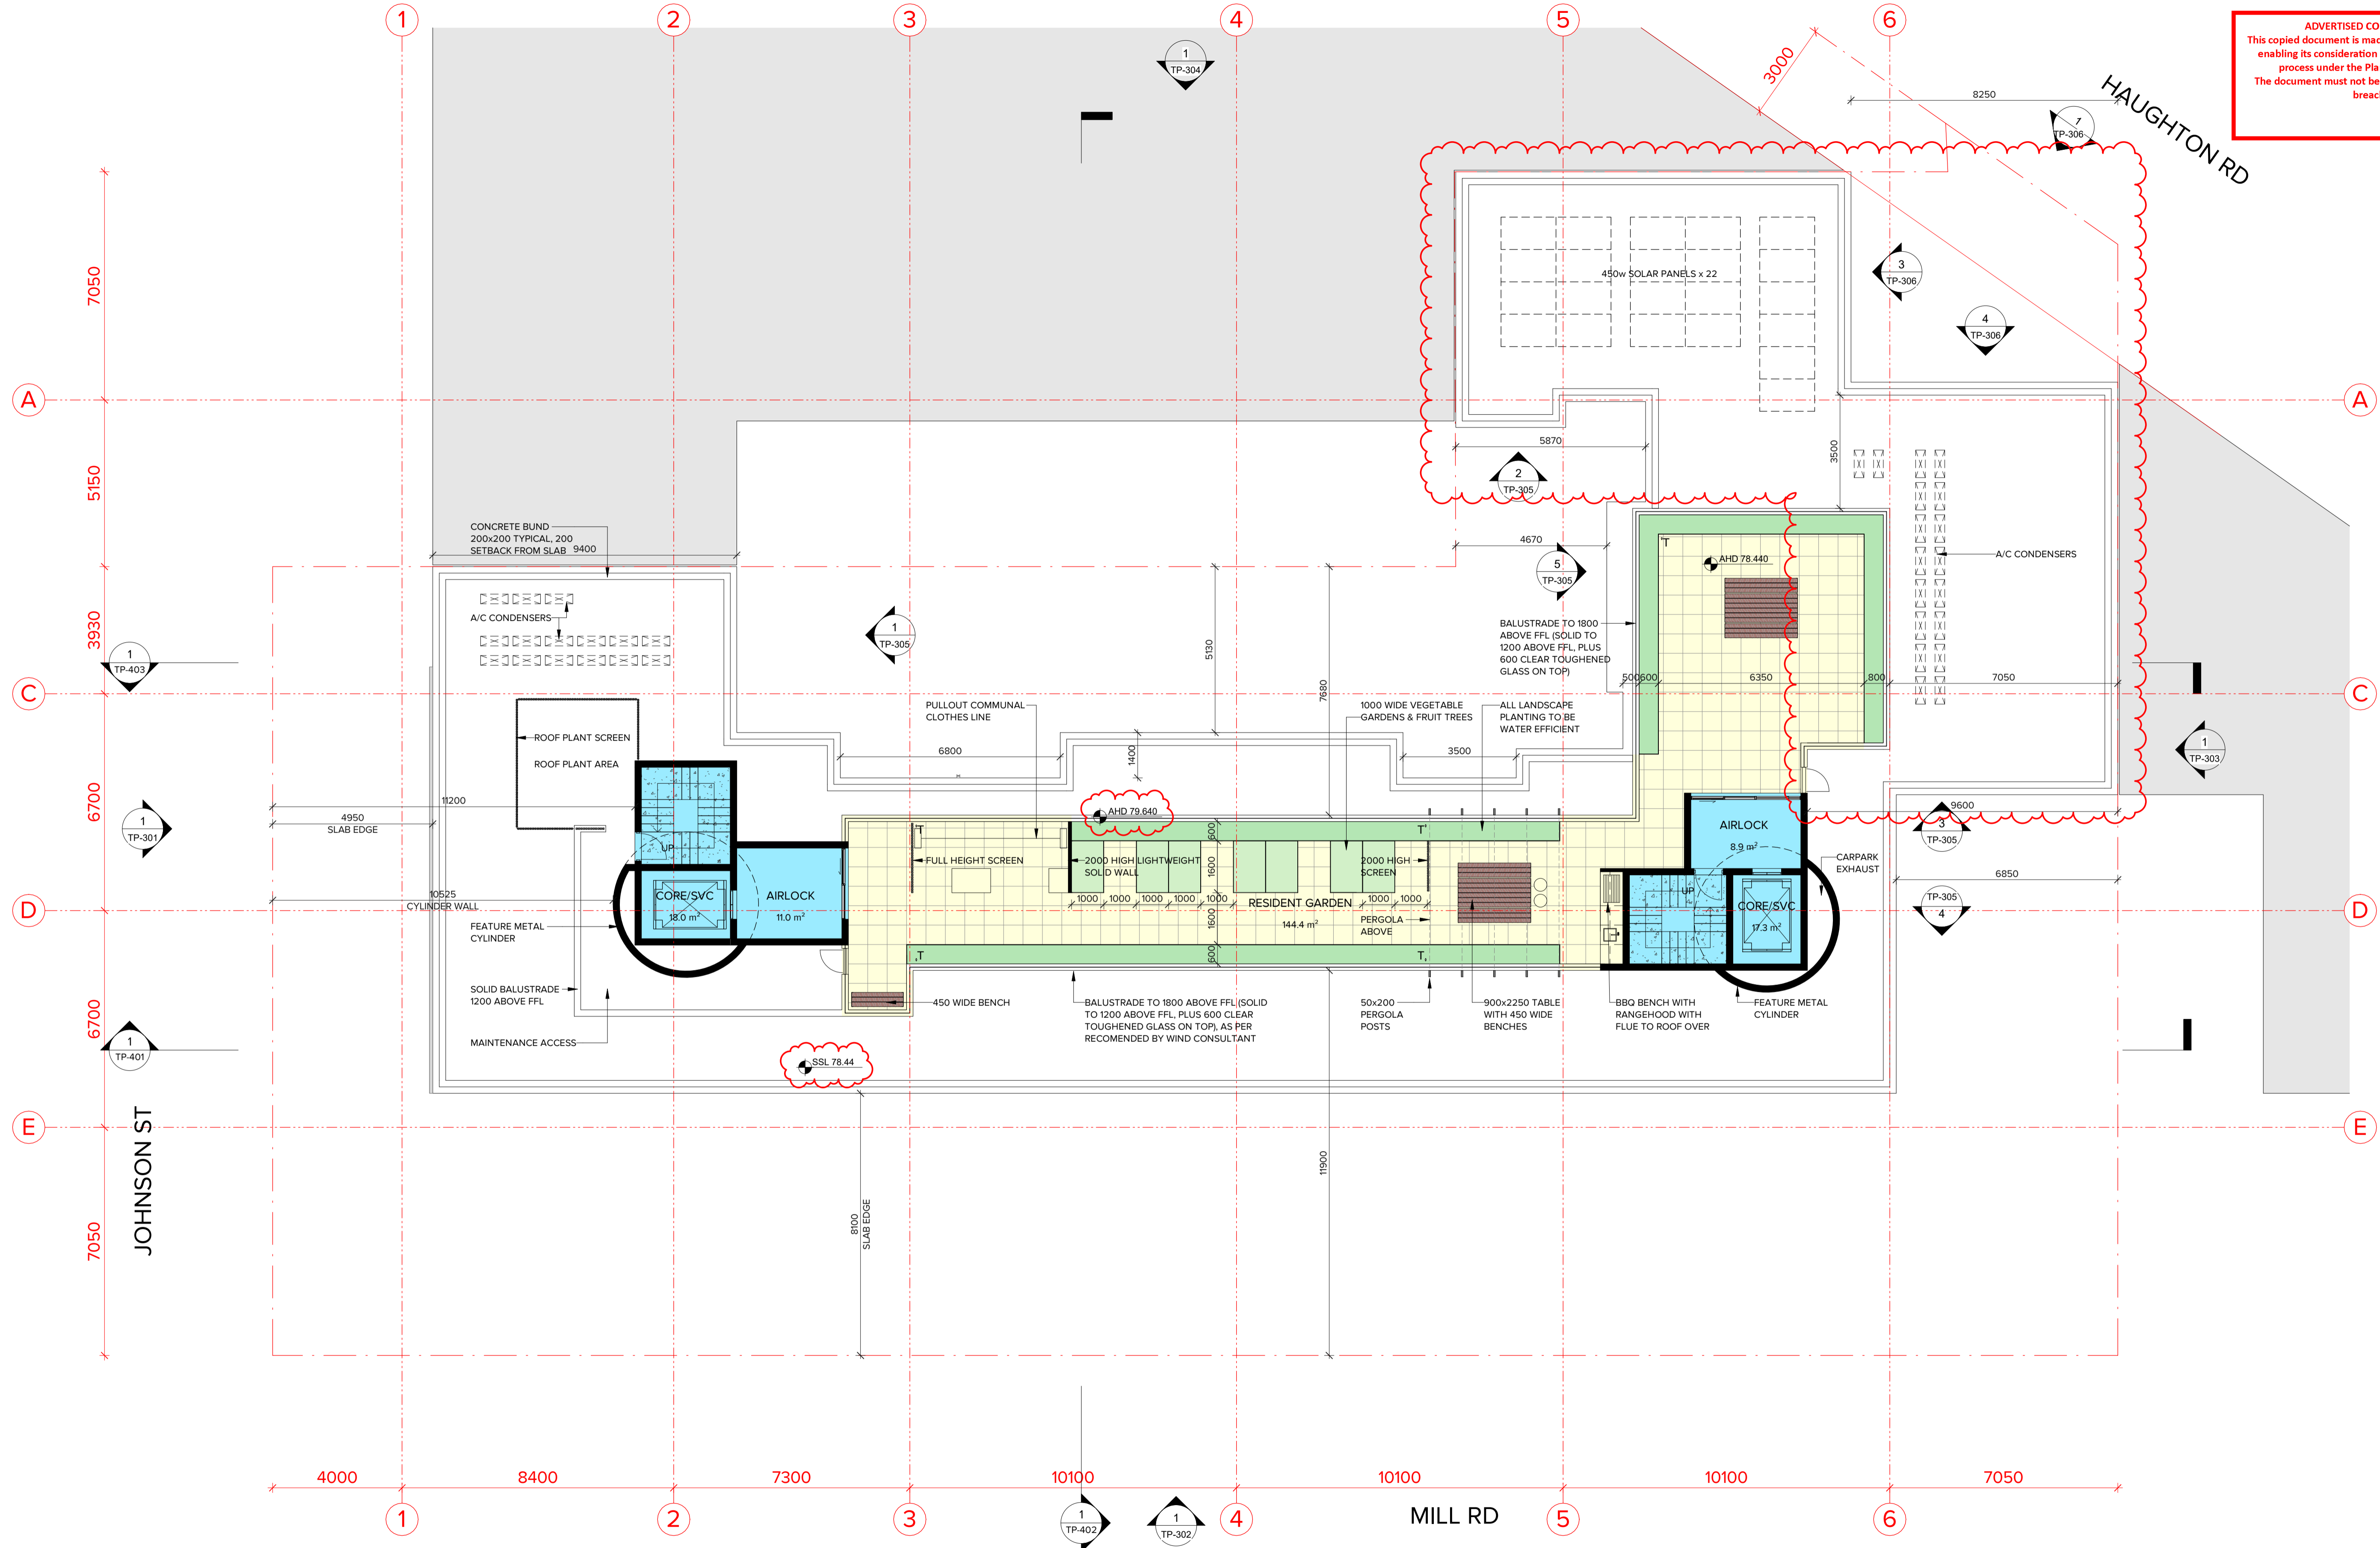 1
2
3
4
5
6
ADVERTISED CO
This copied document is mad
enabling its consideration
process under the Pla
The document must not be
breac
1
TP-304
3000
8250
HAUGHTON RD
1
TP-306
7050
450w SOLAR PANELS x 22
3
TP-306
4
TP-306
A
A
5150
5870
3500
2
TP-305
CONCRETE BUND
200x200 TYPICAL, 200
SETBACK FROM SLAB
9400
4670
T
AHD 78.440
A/C CONDENSERS
5
TP-305
A/C CONDENSERS
3930
1
TP-305
5130
7680
BALUSTRADE TO 1800
ABOVE FFL (SOLID TO
1200 ABOVE FFL, PLUS
600 CLEAR TOUGHENED
GLASS ON TOP)
1
TP-403
500
600
6350
800
7050
C
C
PULLOUT COMMUNAL
CLOTHES LINE
1000 WIDE VEGETABLE
GARDENS & FRUIT TREES
ALL LANDSCAPE
PLANTING TO BE
WATER EFFICIENT
ROOF PLANT SCREEN
ROOF PLANT AREA
6800
1400
3500
1
TP-303
6700
11200
4950
SLAB EDGE
1
TP-301
AHD 79.640
9600
3
TP-305
UP
T
600
T
AIRLOCK
8.9 m²
FULL HEIGHT SCREEN
2000 HIGH LIGHTWEIGHT
SOLID WALL
1600
2000 HIGH
SCREEN
CARPARK
EXHAUST
6850
10525
CYLINDER WALL
CORE/SVC
18.0 m²
AIRLOCK
11.0 m²
1000
1000
1000
1000
1000
RESIDENT GARDEN
144.4 m²
1000
1000
UP
CORE/SVC
17.3 m²
TP-305
4
D
D
FEATURE METAL
CYLINDER
1600
PERGOLA
ABOVE
T
600
T
SOLID BALUSTRADE
1200 ABOVE FFL
450 WIDE BENCH
BALUSTRADE TO 1800 ABOVE FFL (SOLID
TO 1200 ABOVE FFL, PLUS 600 CLEAR
TOUGHENED GLASS ON TOP), AS PER
RECOMENDED BY WIND CONSULTANT
50x200
PERGOLA
POSTS
900x2250 TABLE
WITH 450 WIDE
BENCHES
BBQ BENCH WITH
RANGEHOOD WITH
FLUE TO ROOF OVER
FEATURE METAL
CYLINDER
6700
1
TP-401
MAINTENANCE ACCESS
SSL 78.44
E
E
JOHNSON ST
7050
8100
SLAB EDGE
11900
4000
8400
7300
10100
10100
10100
7050
1
2
3
1
TP-402
1
TP-302
4
MILL RD
5
6